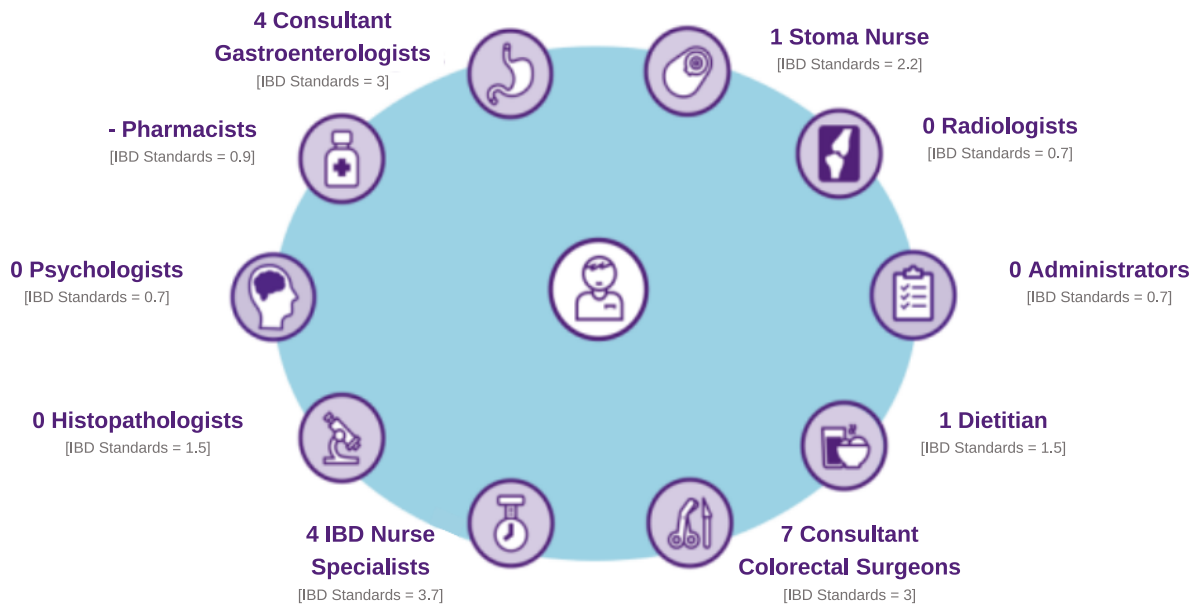 4 Consultant
Gastroenterologists
[IBD Standards = 3]
1 Stoma Nurse
[IBD Standards = 2.2]
- Pharmacists
[IBD Standards = 0.9]
0 Radiologists
[IBD Standards = 0.7]
0 Psychologists
[IBD Standards = 0.7]
0 Administrators
[IBD Standards = 0.7]
0 Histopathologists
[IBD Standards = 1.5]
1 Dietitian
[IBD Standards = 1.5]
4 IBD Nurse
Specialists
[IBD Standards = 3.7]
7 Consultant
Colorectal Surgeons
[IBD Standards = 3]